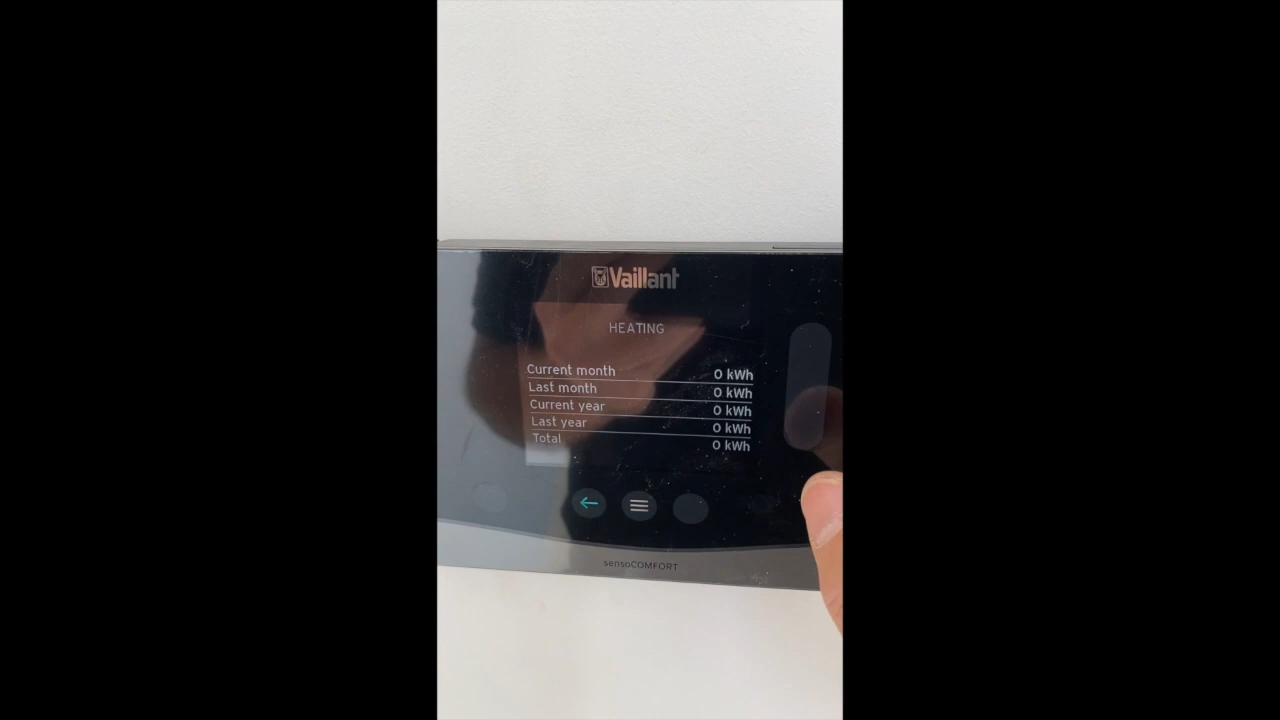 Vaillant
HEATING
Current month 0 kWh
Last month 0 kWh
Current year 0 kWh
Last year 0 kWh
Total 0 kWh
sensoCOMFORT